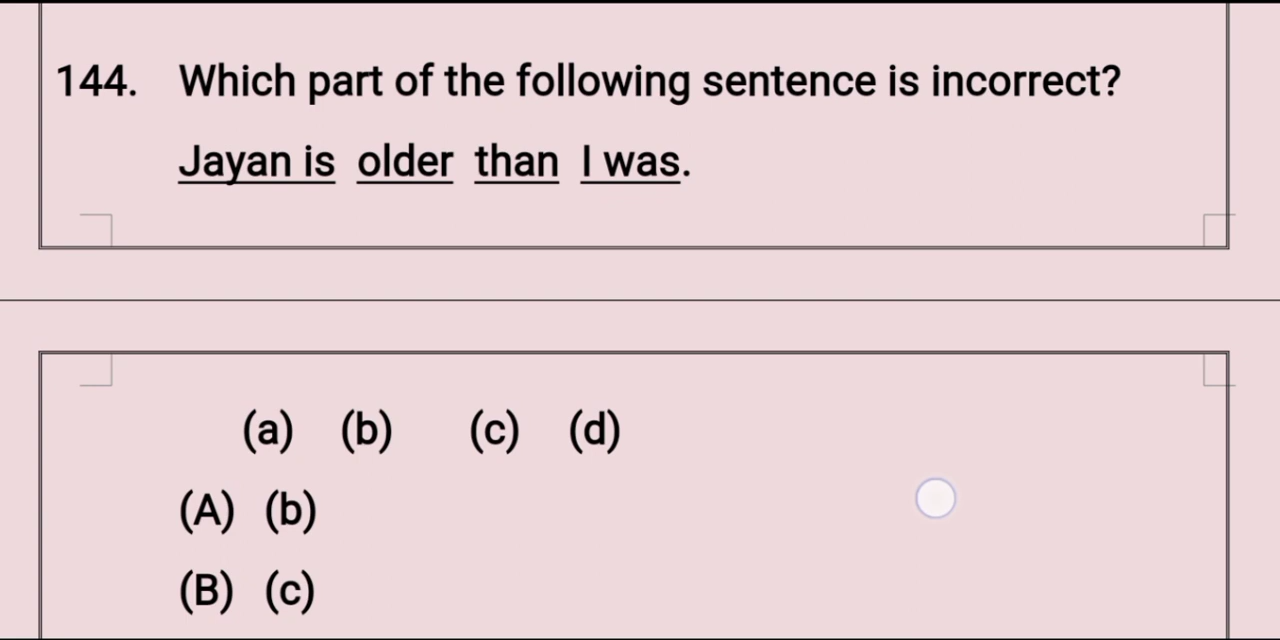 144. Which part of the following sentence is incorrect?
Jayan is older than I was.
(a) (b) (c) (d)
(A) (b)
(B) (c)